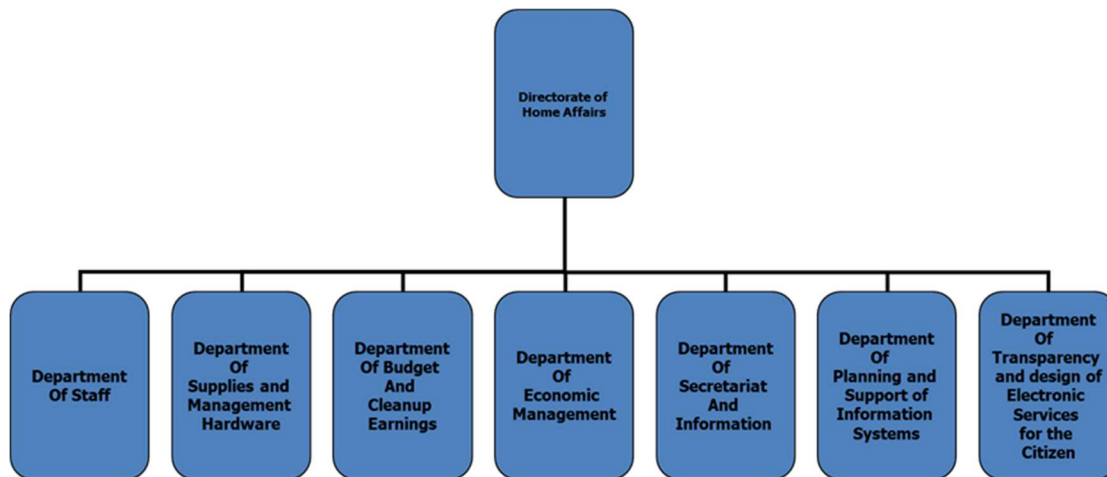 Directorate of
Home Affairs
Department
Of Staff
Department
Of
Supplies and
Management
Hardware
Department
Of Budget
And
Cleanup
Earnings
Department
Of
Economic
Management
Department
Of
Secretariat
And
Information
Department
Of
Planning and
Support of
Information
Systems
Department
Of
Transparency
and design of
Electronic
Services
for the
Citizen